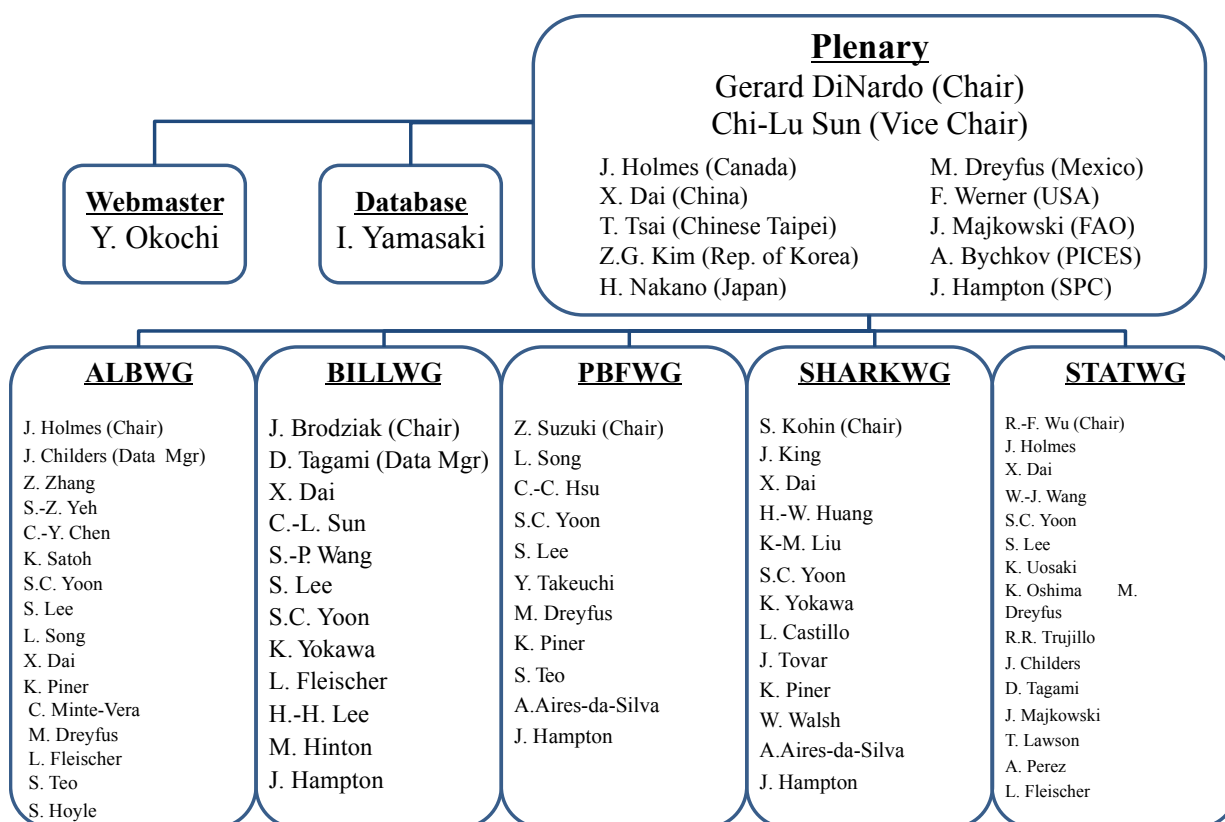 Plenary
Gerard DiNardo (Chair)
Chi-Lu Sun (Vice Chair)
J. Holmes (Canada)
X. Dai (China)
T. Tsai (Chinese Taipei)
Z.G. Kim (Rep. of Korea)
H. Nakano (Japan)
M. Dreyfus (Mexico)
F. Werner (USA)
J. Majkowski (FAO)
A. Bychkov (PICES)
J. Hampton (SPC)
Webmaster
Y. Okochi
Database
I. Yamasaki
ALBWG
J. Holmes (Chair)
J. Childers (Data Mgr)
Z. Zhang
S.-Z. Yeh
C.-Y. Chen
K. Satoh
S.C. Yoon
S. Lee
L. Song
X. Dai
K. Piner
C. Minte-Vera
M. Dreyfus
L. Fleischer
S. Teo
S. Hoyle
BILLWG
J. Brodziak (Chair)
D. Tagami (Data Mgr)
X. Dai
C.-L. Sun
S.-P. Wang
S. Lee
S.C. Yoon
K. Yokawa
L. Fleischer
H.-H. Lee
M. Hinton
J. Hampton
PBFWG
Z. Suzuki (Chair)
L. Song
C.-C. Hsu
S.C. Yoon
S. Lee
Y. Takeuchi
M. Dreyfus
K. Piner
S. Teo
A.Aires-da-Silva
J. Hampton
SHARKWG
S. Kohin (Chair)
J. King
X. Dai
H.-W. Huang
K-M. Liu
S.C. Yoon
K. Yokawa
L. Castillo
J. Tovar
K. Piner
W. Walsh
A.Aires-da-Silva
J. Hampton
STATWG
R.-F. Wu (Chair)
J. Holmes
X. Dai
W.-J. Wang
S.C. Yoon
S. Lee
K. Uosaki
K. Oshima M.
Dreyfus
R.R. Trujillo
J. Childers
D. Tagami
J. Majkowski
T. Lawson
A. Perez
L. Fleischer